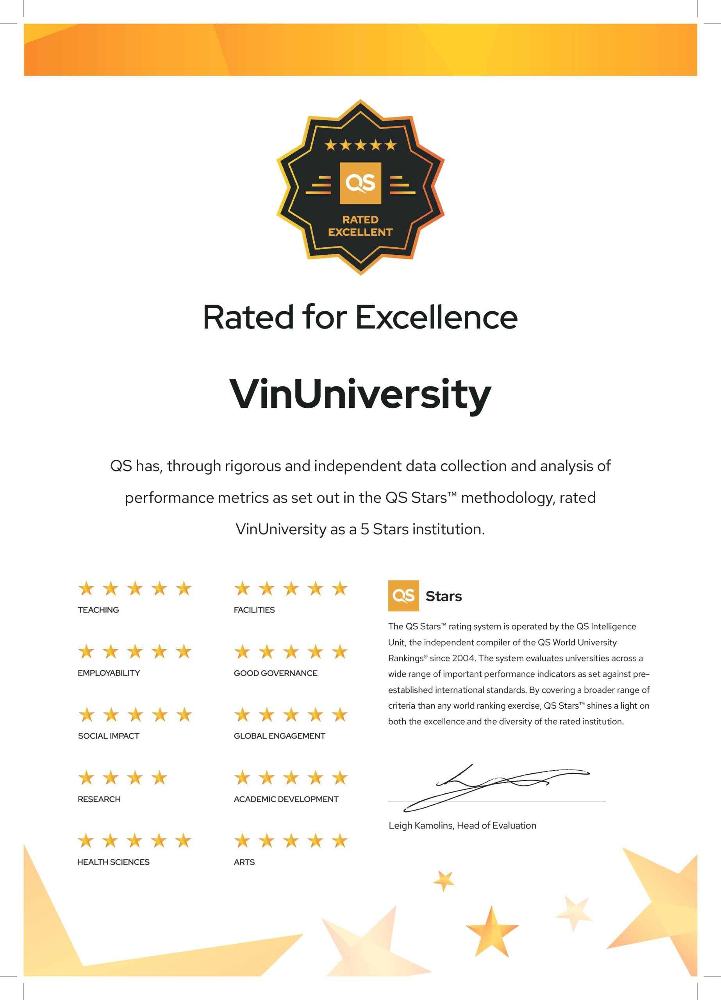 QS
RATED
EXCELLENT
Rated for Excellence
VinUniversity
QS has, through rigorous and independent data collection and analysis of
performance metrics as set out in the QS Stars™ methodology, rated
VinUniversity as a 5 Stars institution.
TEACHING
FACILITIES
EMPLOYABILITY
GOOD GOVERNANCE
SOCIAL IMPACT
GLOBAL ENGAGEMENT
RESEARCH
ACADEMIC DEVELOPMENT
HEALTH SCIENCES
ARTS
QS Stars
The QS Stars™ rating system is operated by the QS Intelligence
Unit, the independent compiler of the QS World University
Rankings® since 2004. The system evaluates universities across a
wide range of important performance indicators as set against pre-
established international standards. By covering a broader range of
criteria than any world ranking exercise, QS Stars™ shines a light on
both the excellence and the diversity of the rated institution.
Leigh Kamolins, Head of Evaluation